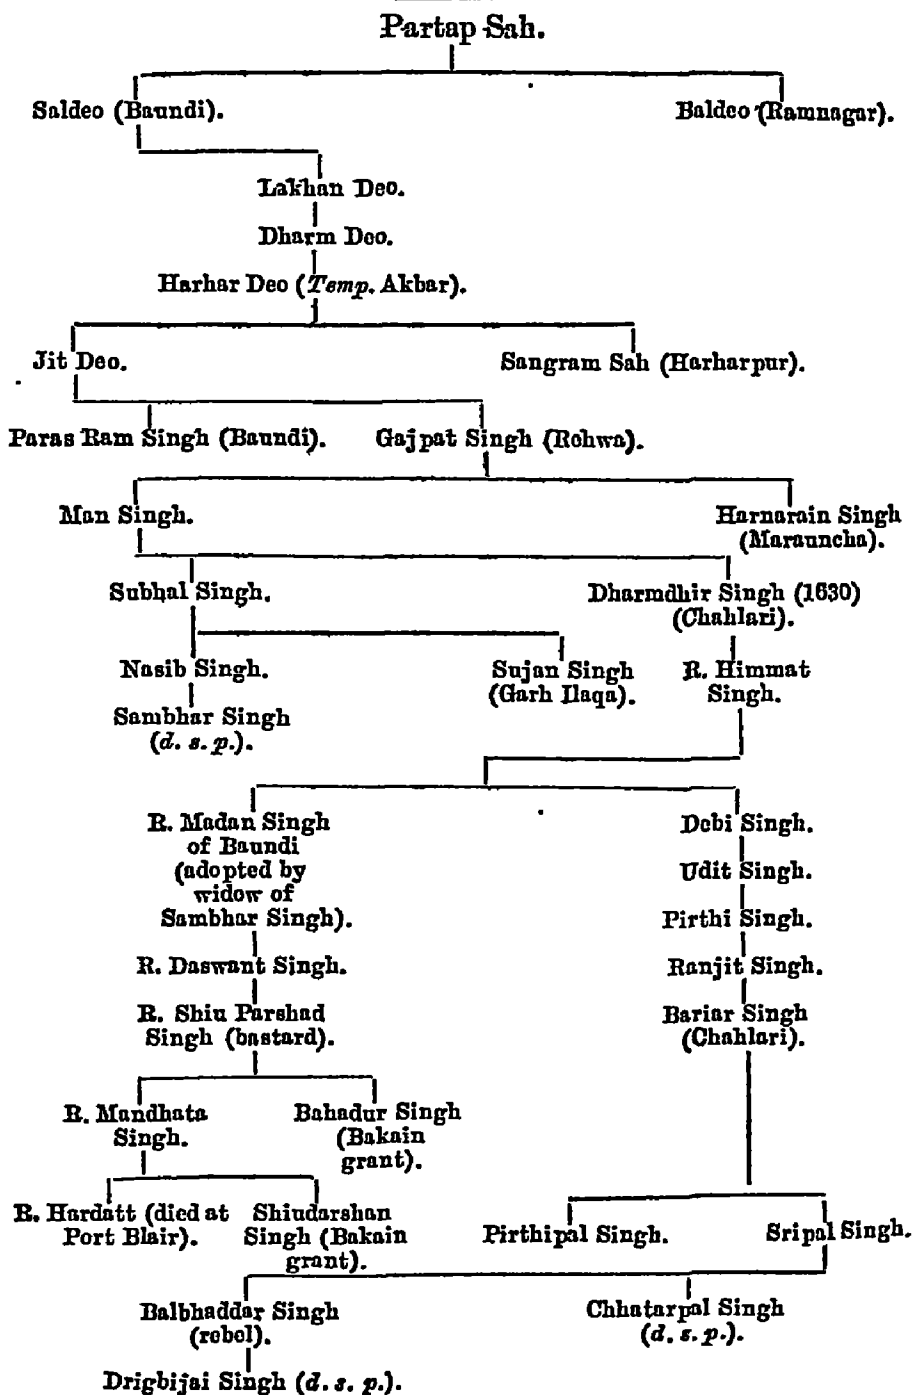 Partap Sah.
Saldeo (Baundi).
Baldeo (Ramnagar).
Lakhan Deo.
Dharm Deo.
Harhar Deo (Temp. Akbar).
Jit Deo.
Sangram Sah (Harharpur).
Paras Ram Singh (Baundi).
Gajpat Singh (Rohwa).
Man Singh.
Harnarain Singh
(Marauncha).
Subhal Singh.
Dharmdhir Singh (1630)
(Chahlari).
Nasib Singh.
Sujan Singh
(Garh Ilaqa).
R. Himmat
Singh.
Sambhar Singh
(d. s. p.).
R. Madan Singh
of Baundi
(adopted by
widow of
Sambhar Singh).
Debi Singh.
Udit Singh.
Pirthi Singh.
R. Daswant Singh.
Ranjit Singh.
R. Shiu Parshad
Singh (bastard).
Bariar Singh
(Chahlari).
R. Mandhata
Singh.
Bahadur Singh
(Bakain
grant).
R. Hardatt (died at
Port Blair).
Shiudarshan
Singh (Bakain
grant).
Pirthipal Singh.
Sripal Singh.
Balbhaddar Singh
(rebel).
Chhatarpal Singh
(d. s. p.).
Drigbijai Singh (d. s. p.).